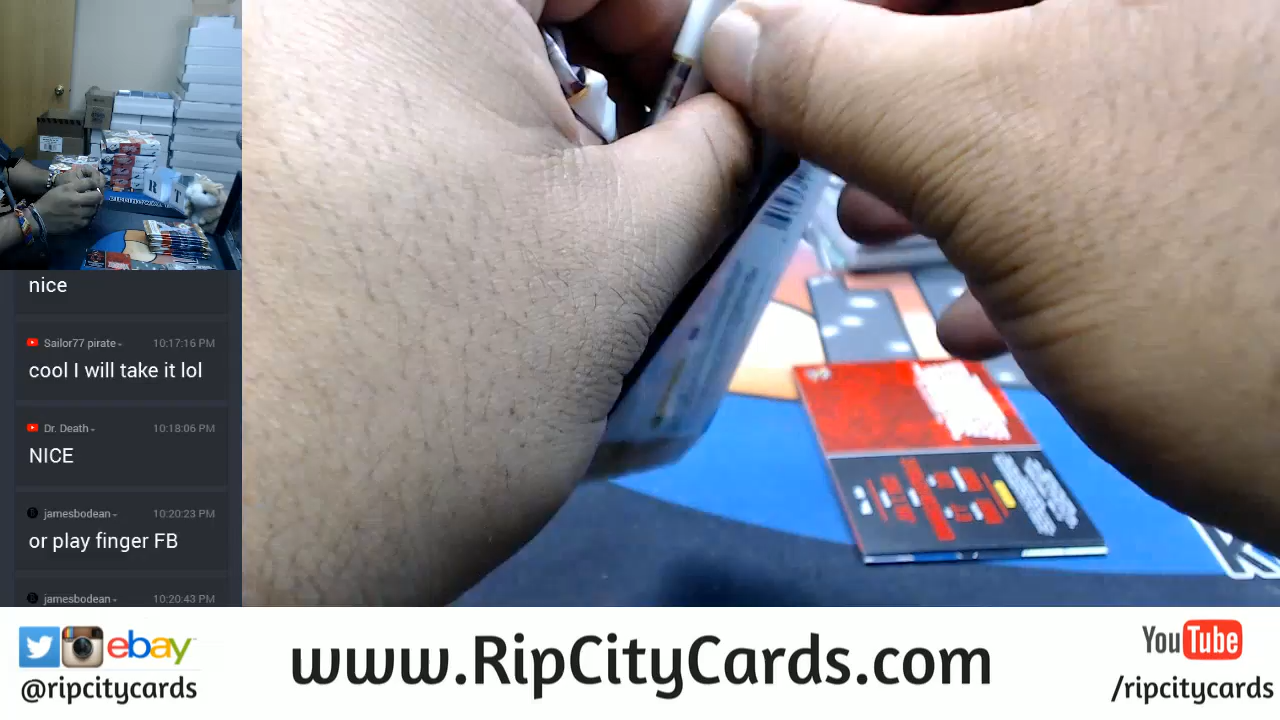 nice
Sailor77 pirate
10:17:16 PM
cool I will take it lol
Dr. Death
10:18:06 PM
NICE
jamesbodean
10:20:23 PM
or play finger FB
jamesbodean
10:20:43 PM
ebay
@ripcitycards
www.RipCityCards.com
YouTube
/ripcitycards